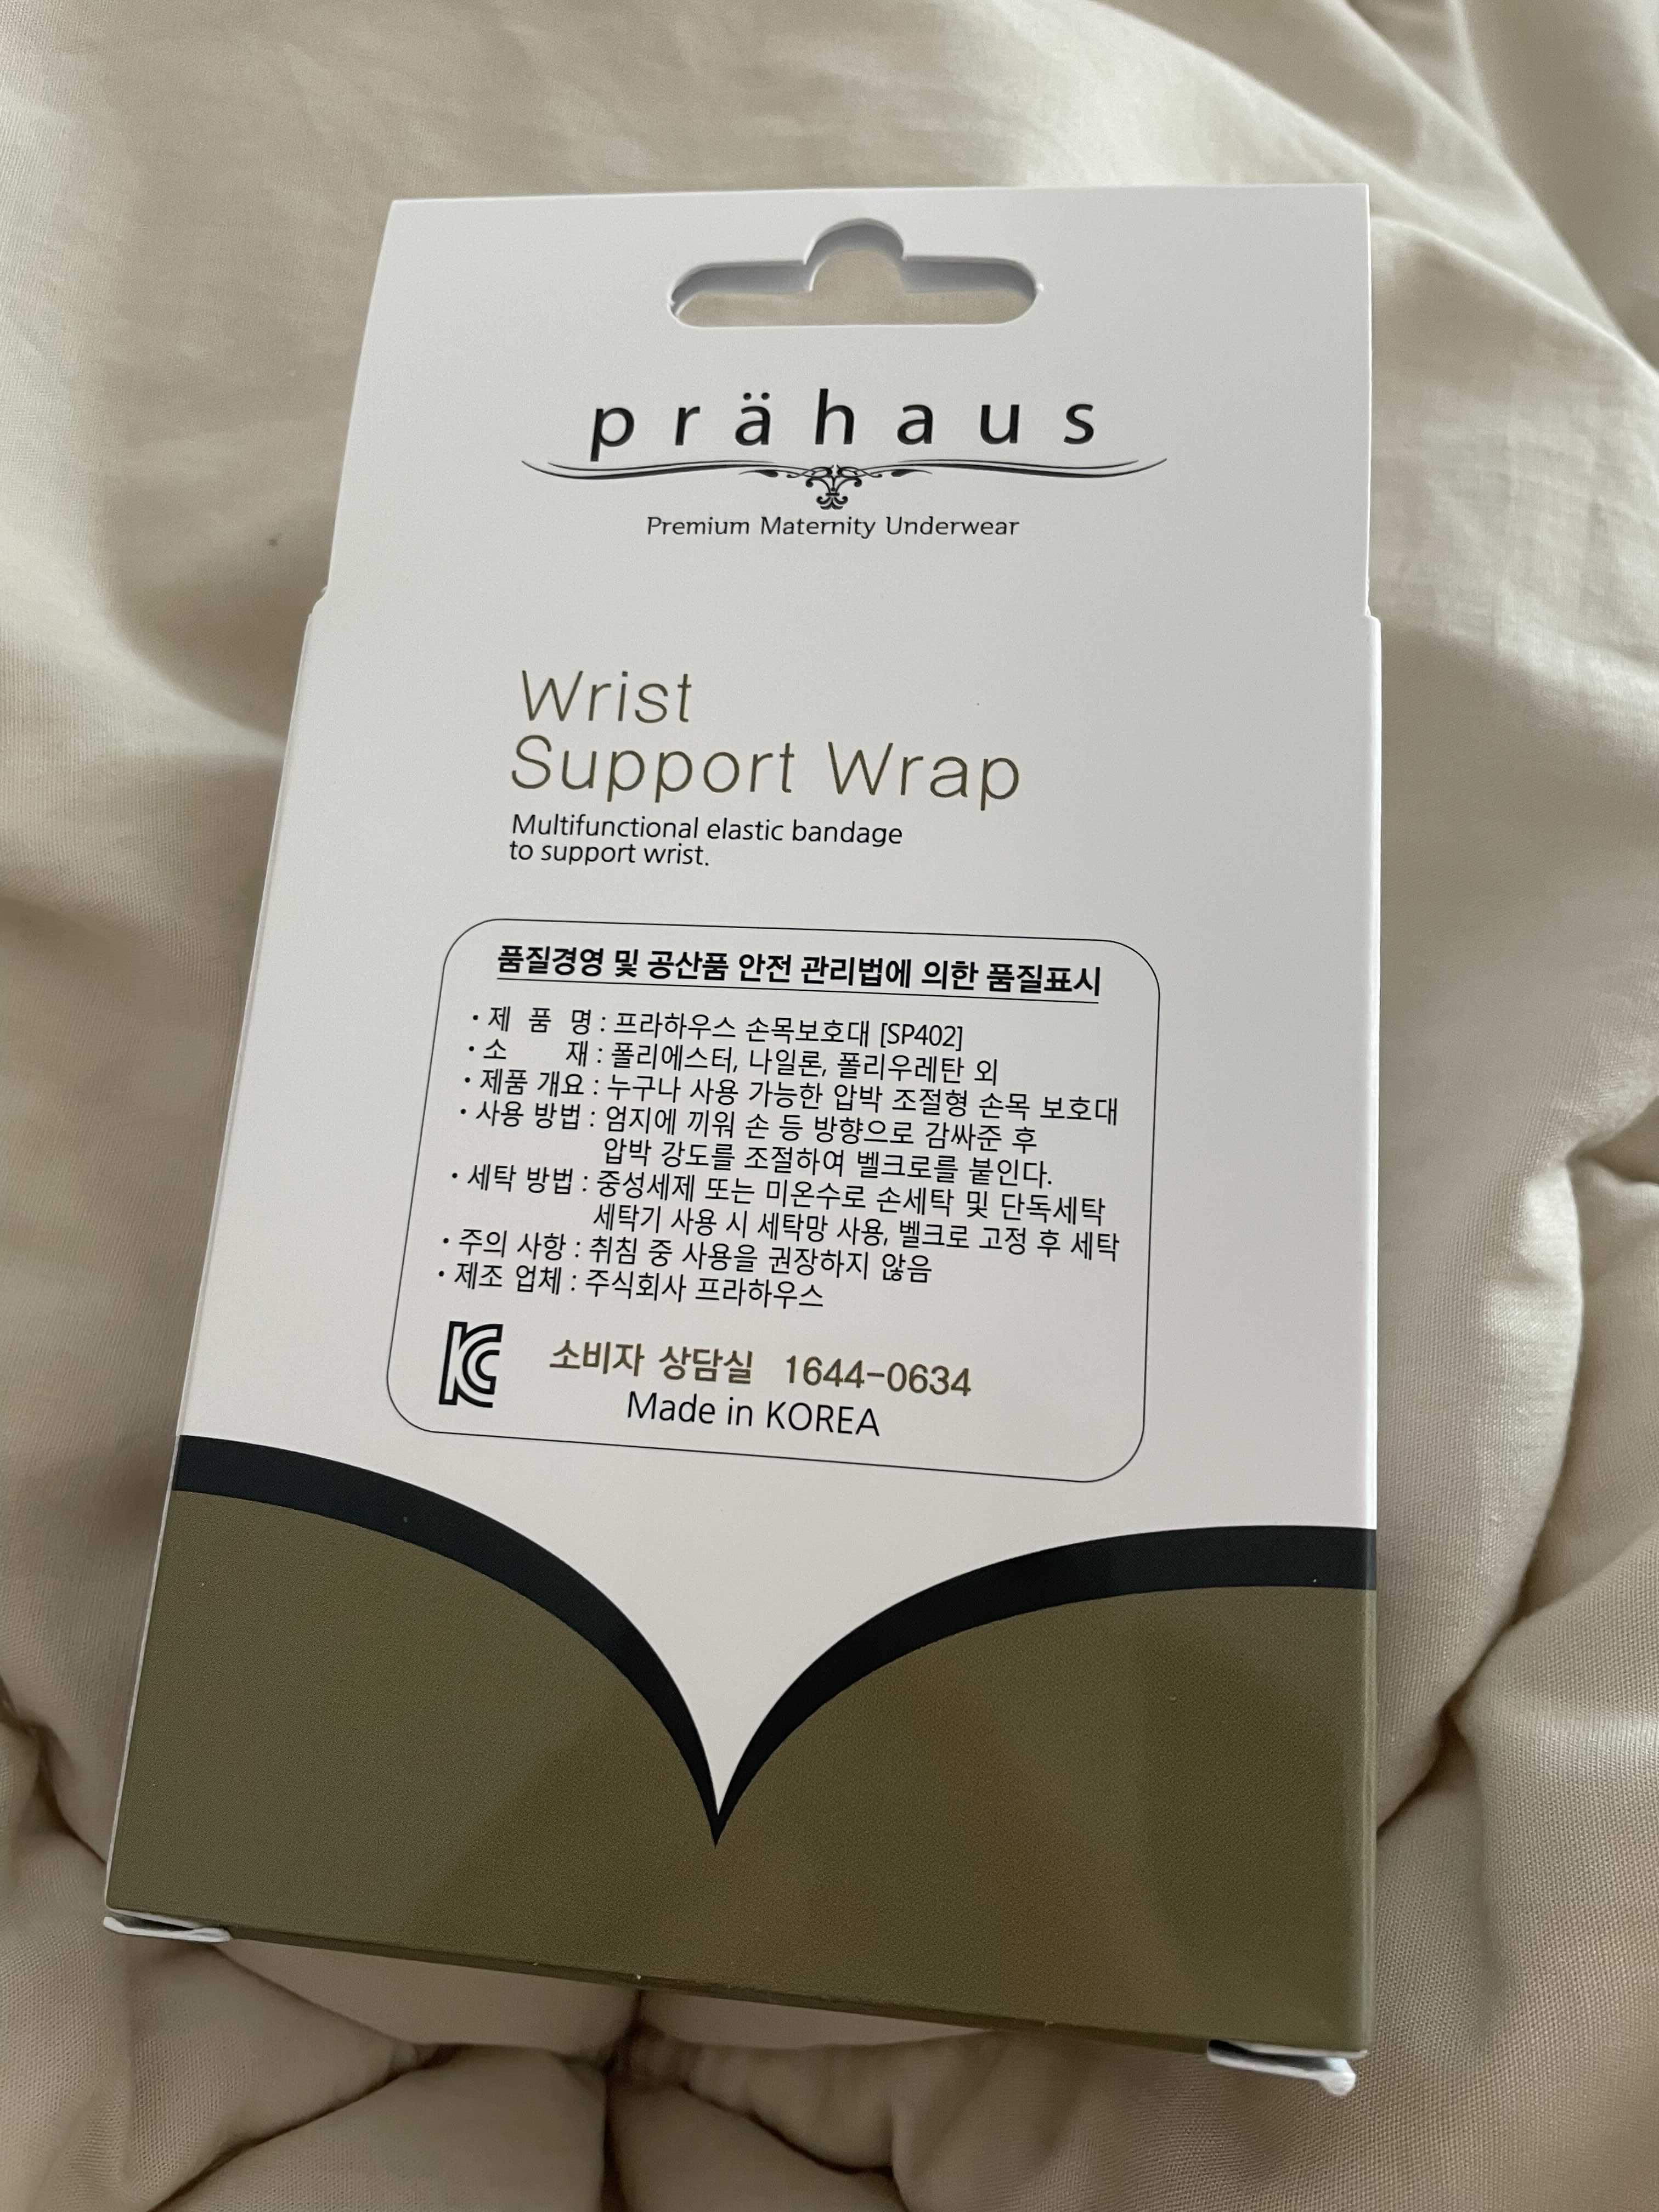 prähaus
Premium Maternity Underwear
Wrist
Support Wrap
Multifunctional elastic bandage
to support wrist.
품질경영 및 공산품 안전 관리법에 의한 품질표시
• 제 품 명 : 프라하우스 손목보호대 [SP402]
• 소 재 : 폴리에스터, 나일론, 폴리우레탄 외
• 제품 개요 : 누구나 사용 가능한 압박 조절형 손목 보호대
• 사용 방법 : 엄지에 끼워 손 등 방향으로 감싸준 후
압박 강도를 조절하여 벨크로를 붙인다.
• 세탁 방법 : 중성세제 또는 미온수로 손세탁 및 단독세탁
세탁기 사용 시 세탁망 사용, 벨크로 고정 후 세탁
• 주의 사항 : 취침 중 사용을 권장하지 않음
• 제조 업체 : 주식회사 프라하우스
KC
소비자 상담실 1644-0634
Made in KOREA